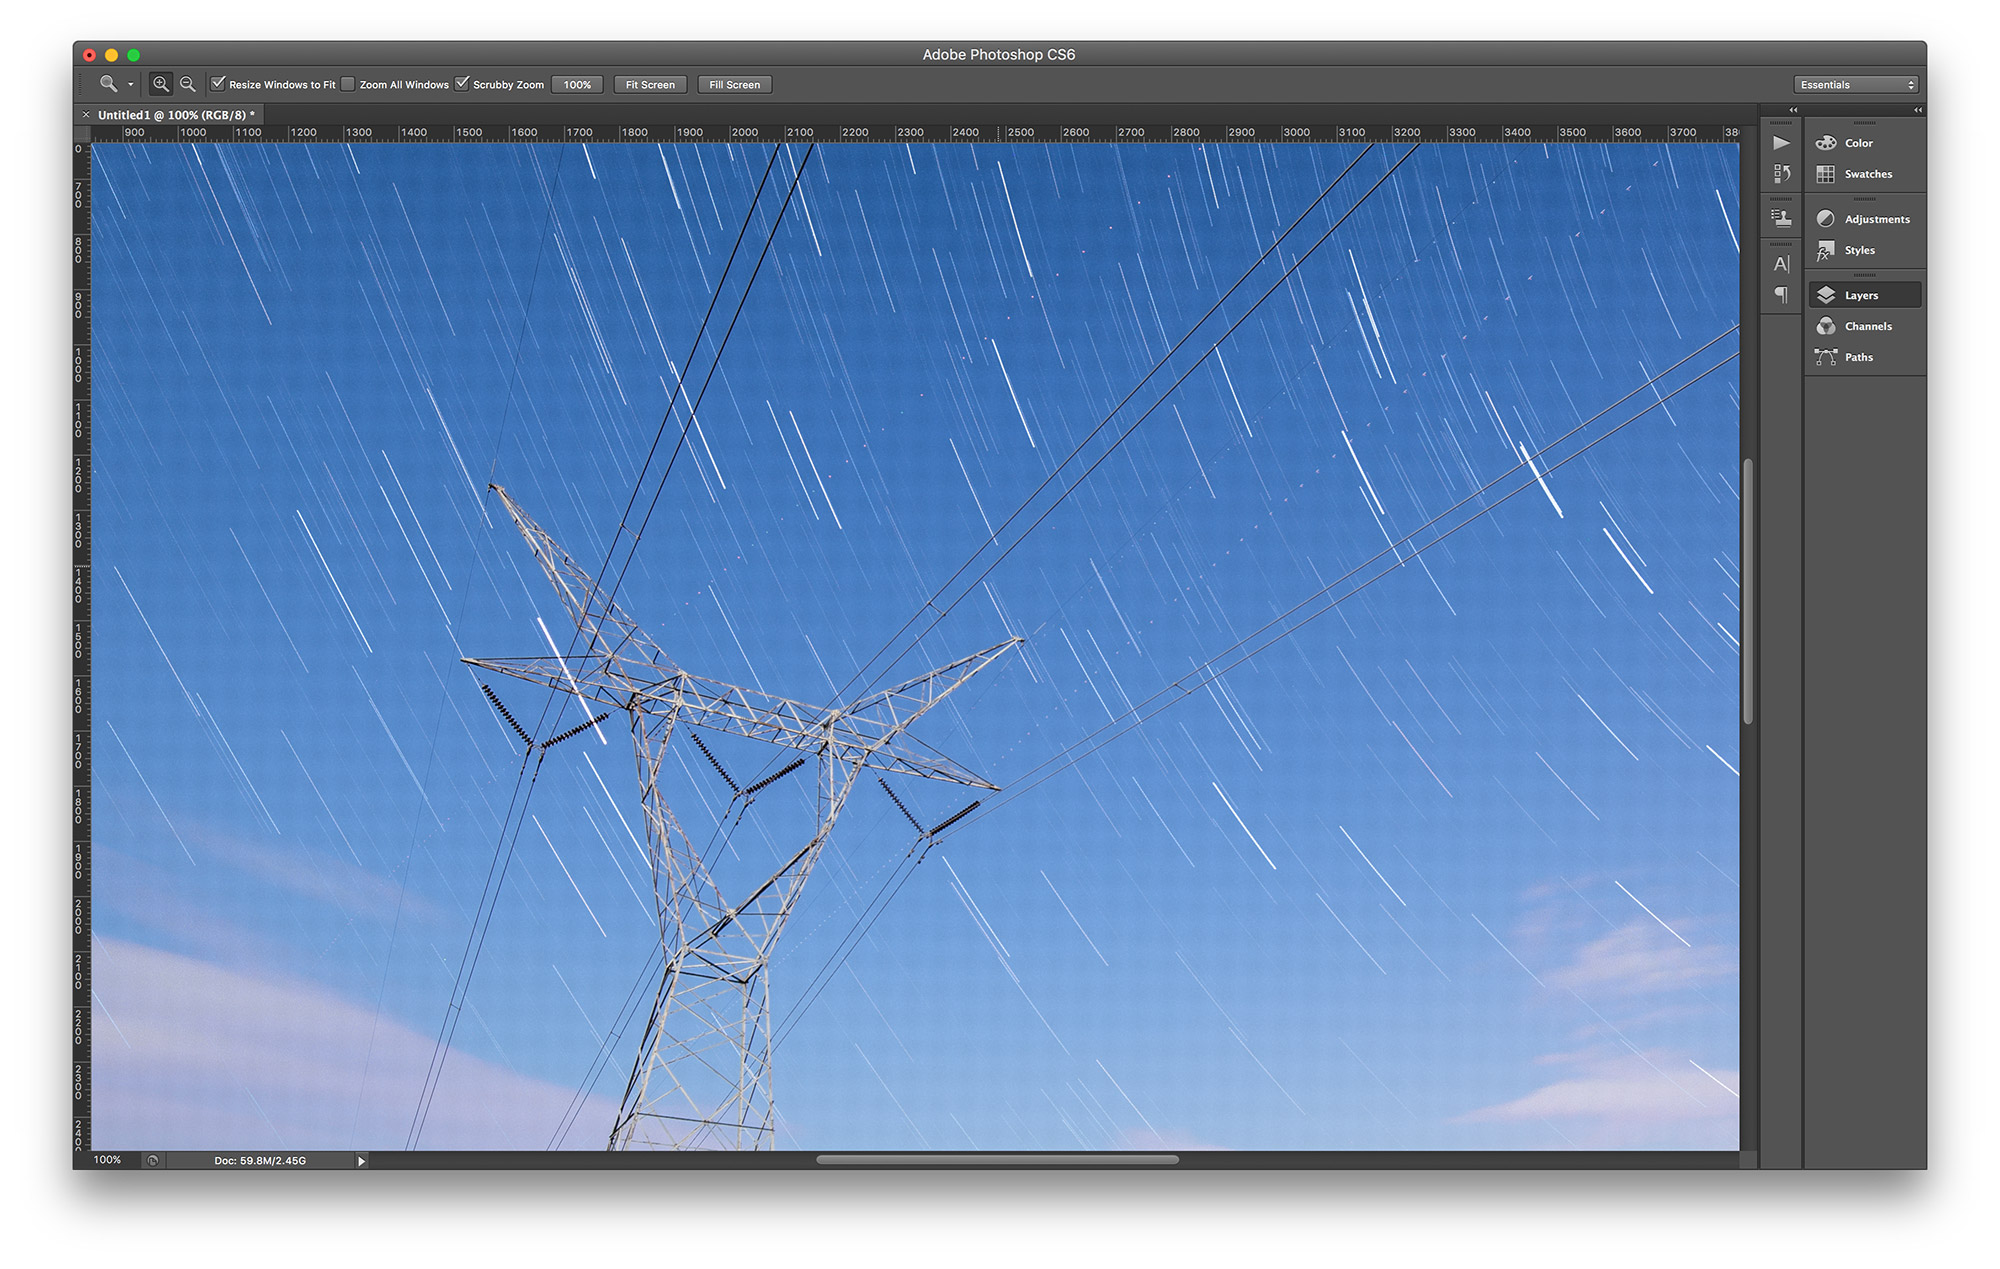 Adobe Photoshop CS6
Resize Windows to Fit Zoom All Windows Scrubby Zoom 100% Fit Screen Fill Screen Essentials
× Untitled1 @ 100% (RGB/8) *
900 1000 1100 1200 1300 1400 1500 1600 1700 1800 1900 2000 2100 2200 2300 2400 2500 2600 2700 2800 2900 3000 3100 3200 3300 3400 3500 3600 3700 38
0
700
800
900
1000
1100
1200
1300
1400
1500
1600
1700
1800
1900
2000
2100
2200
2300
240
Color
Swatches
Adjustments
Styles
Layers
Channels
Paths
100% Doc: 59.8M/2.45G